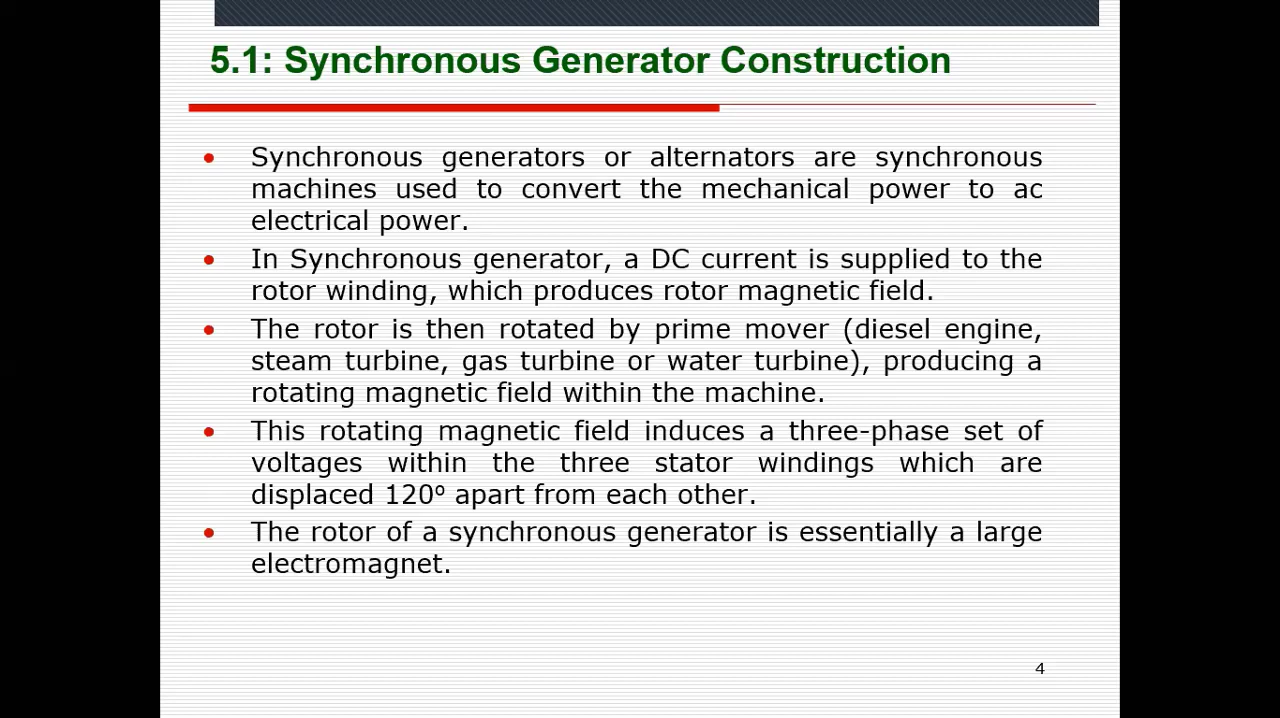 5.1: Synchronous Generator Construction
• Synchronous generators or alternators are synchronous
machines used to convert the mechanical power to ac
electrical power.
• In Synchronous generator, a DC current is supplied to the
rotor winding, which produces rotor magnetic field.
• The rotor is then rotated by prime mover (diesel engine,
steam turbine, gas turbine or water turbine), producing a
rotating magnetic field within the machine.
• This rotating magnetic field induces a three-phase set of
voltages within the three stator windings which are
displaced 120º apart from each other.
• The rotor of a synchronous generator is essentially a large
electromagnet.
4